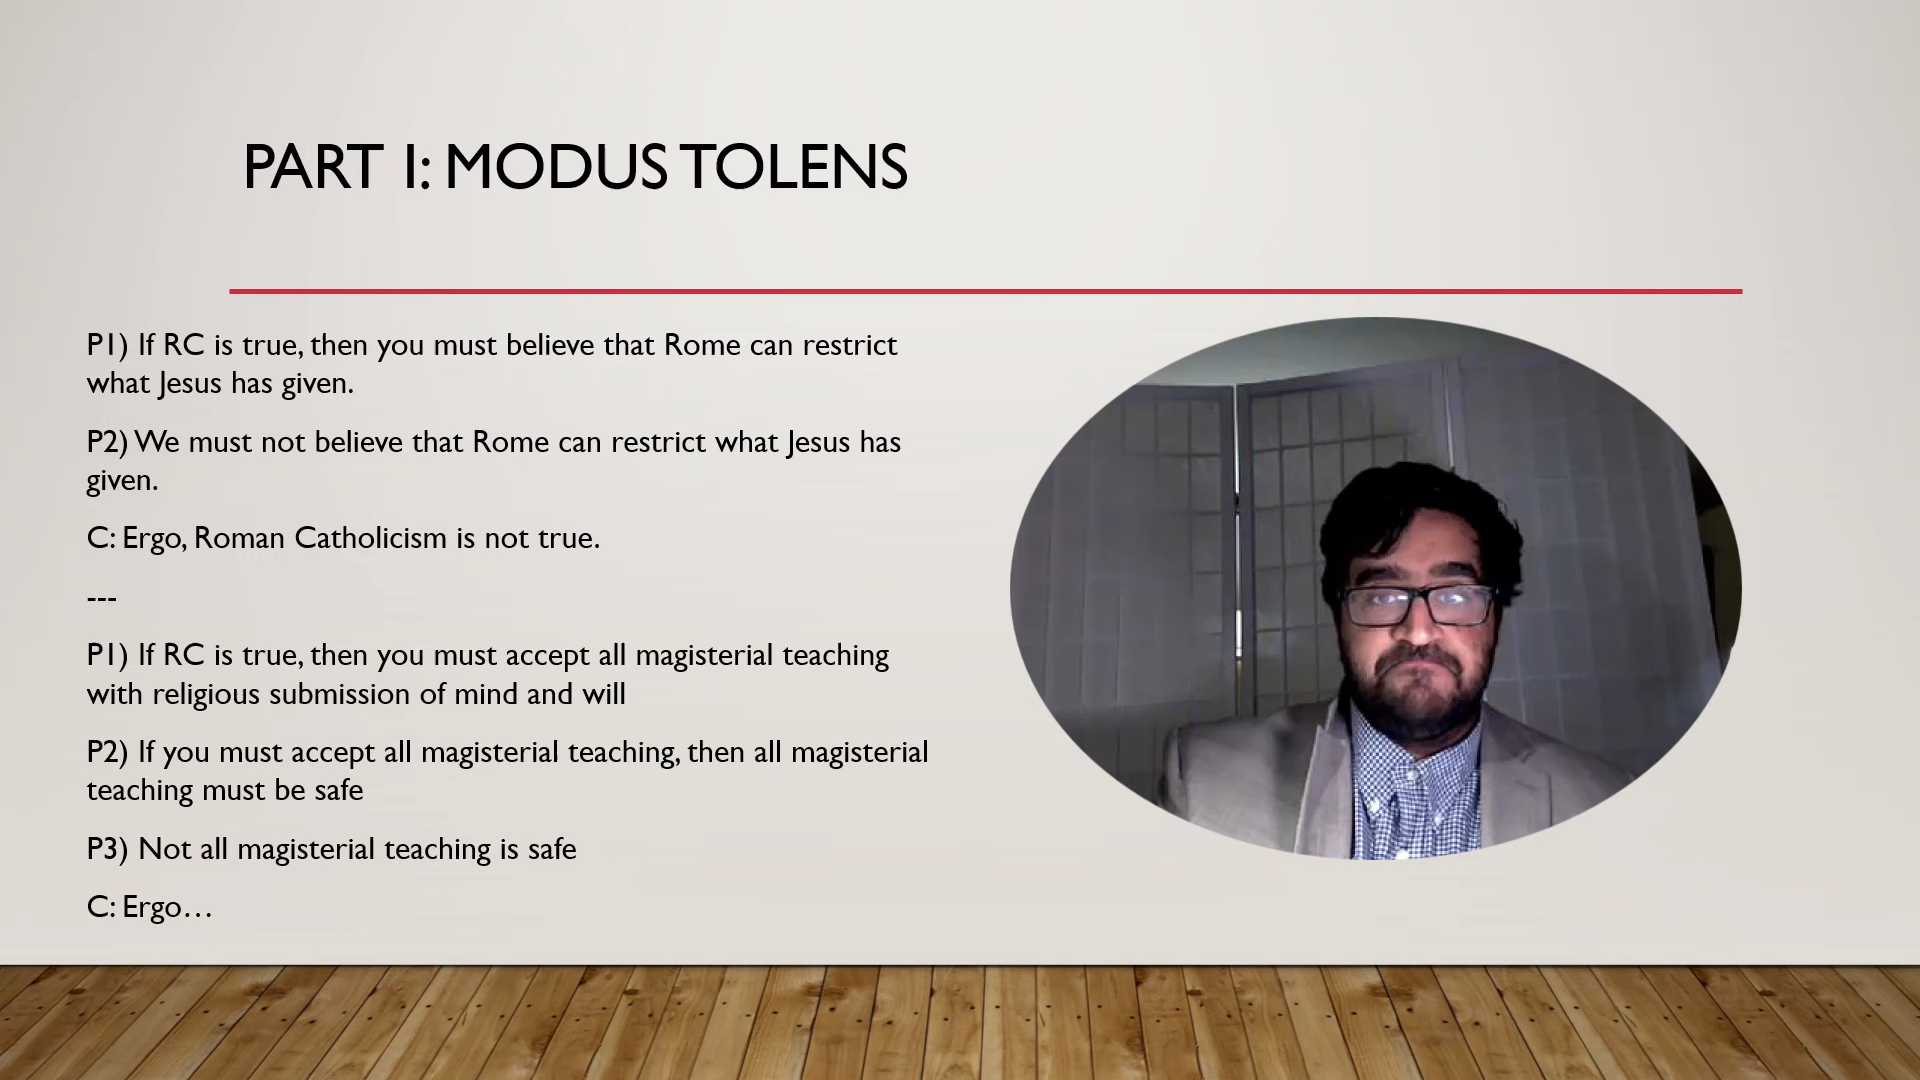 PART I: MODUS TOLENS
P1) If RC is true, then you must believe that Rome can restrict
what Jesus has given.
P2) We must not believe that Rome can restrict what Jesus has
given.
C: Ergo, Roman Catholicism is not true.
---
P1) If RC is true, then you must accept all magisterial teaching
with religious submission of mind and will
P2) If you must accept all magisterial teaching, then all magisterial
teaching must be safe
P3) Not all magisterial teaching is safe
C: Ergo…